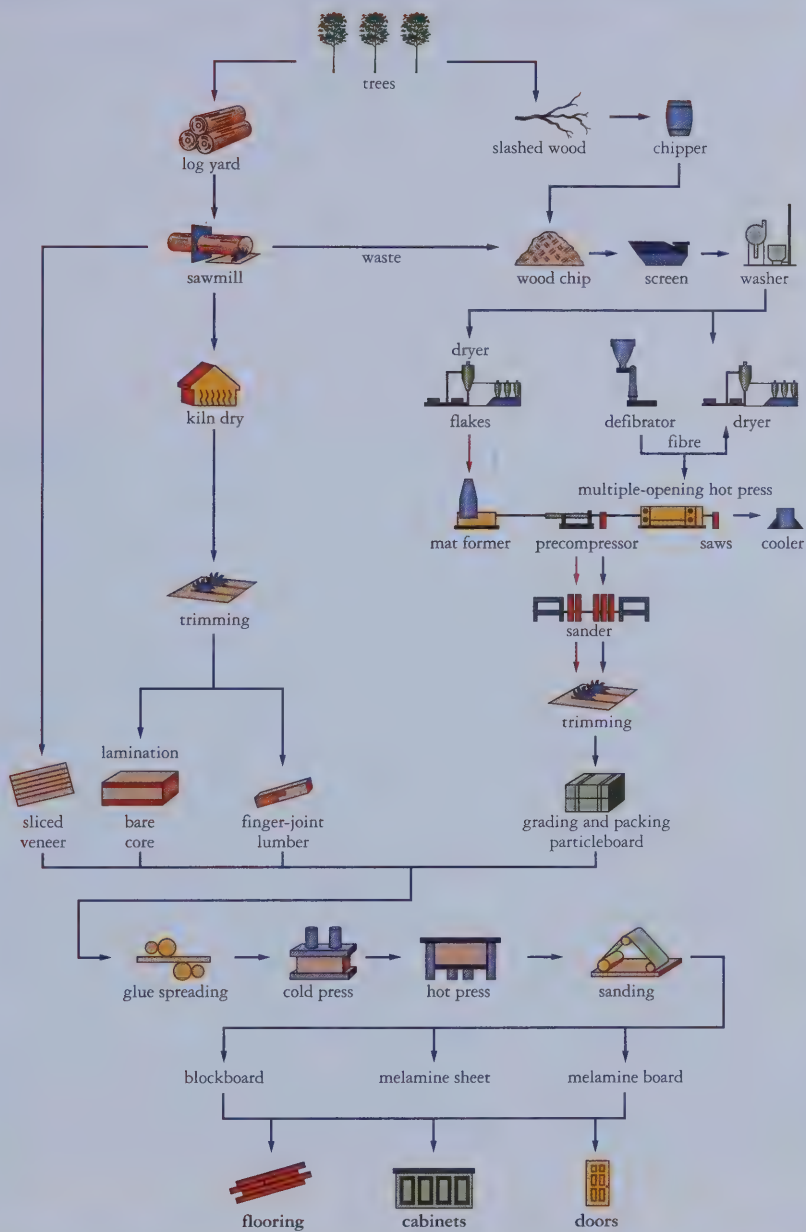 trees
log yard
slashed wood
chipper
sawmill
waste
wood chip
screen
washer
kiln dry
dryer
flakes
defibrator
dryer
fibre
multiple-opening hot press
mat former
precompressor
saws
cooler
sander
trimming
trimming
lamination
sliced
veneer
bare
core
finger-joint
lumber
grading and packing
particleboard
glue spreading
cold press
hot press
sanding
blockboard
melamine sheet
melamine board
flooring
cabinets
doors